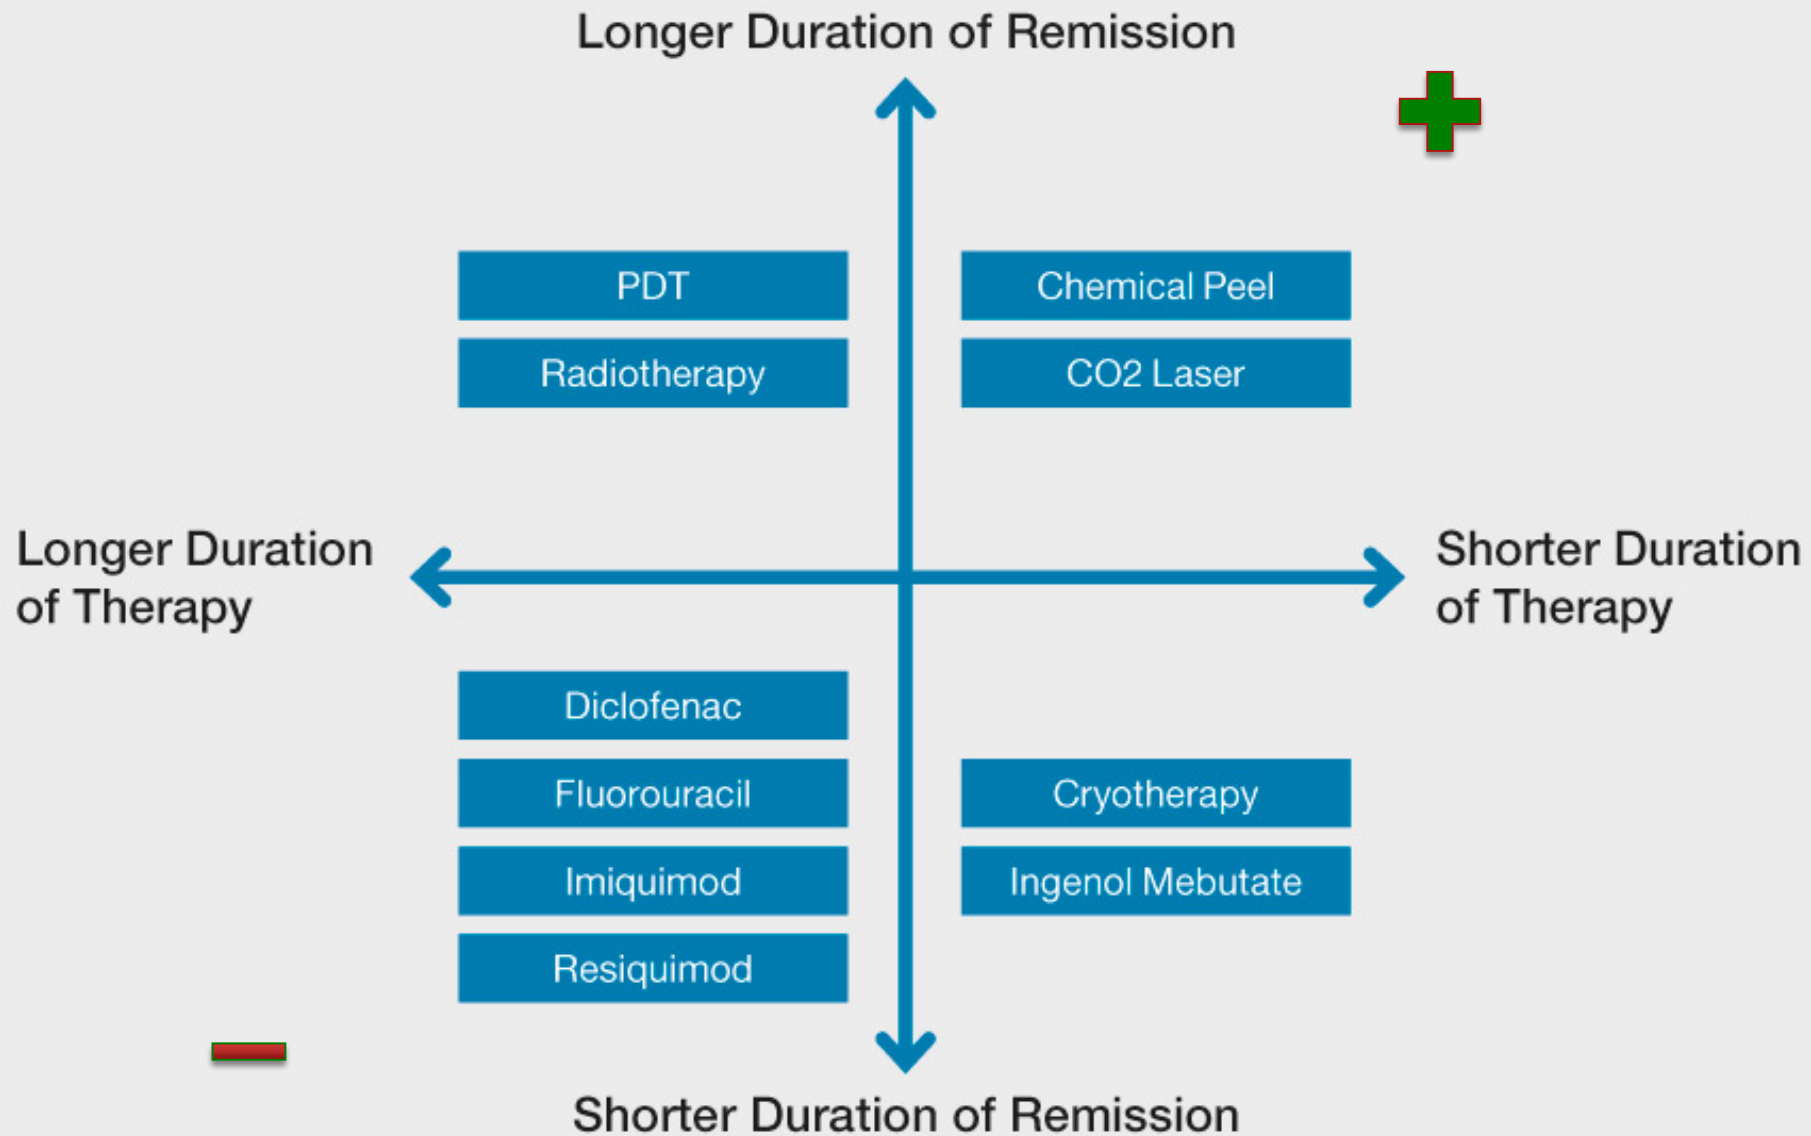 Longer Duration of Remission
PDT
Chemical Peel
Radiotherapy
CO2 Laser
Longer Duration
of Therapy
Shorter Duration
of Therapy
Diclofenac
Fluorouracil
Cryotherapy
Imiquimod
Ingenol Mebutate
Resiquimod
Shorter Duration of Remission